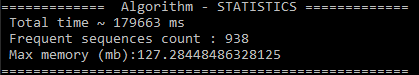 ============= Algorithm - STATISTICS =============
Total time ~ 179663 ms
Frequent sequences count : 938
Max memory (mb):127.28448486328125
===================================================